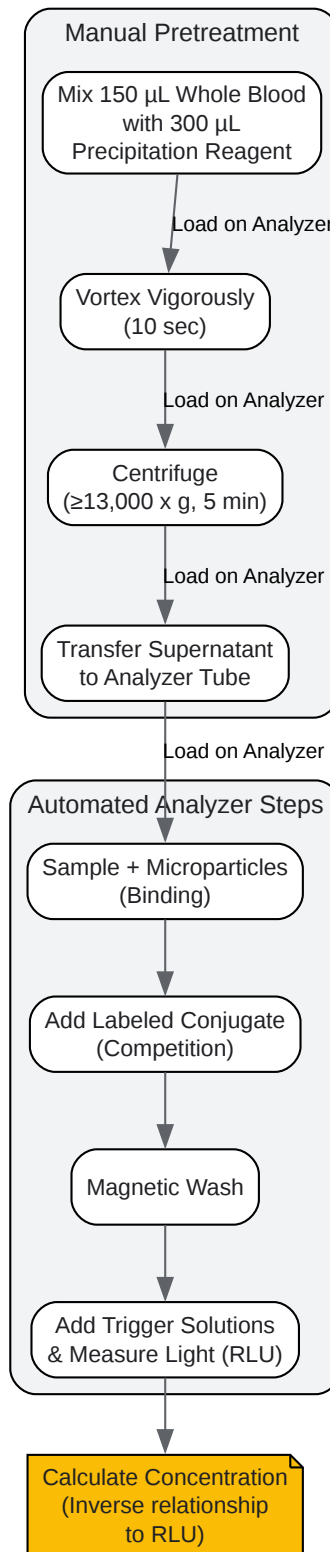 Manual Pretreatment
Mix 150 µL Whole Blood
with 300 µL
Precipitation Reagent
Load on Analyzer
Vortex Vigorously
(10 sec)
Load on Analyzer
Centrifuge
(≥13,000 x g, 5 min)
Load on Analyzer
Transfer Supernatant
to Analyzer Tube
Load on Analyzer
Automated Analyzer Steps
Sample + Microparticles
(Binding)
Add Labeled Conjugate
(Competition)
Magnetic Wash
Add Trigger Solutions
& Measure Light (RLU)
Calculate Concentration
(Inverse relationship
to RLU)